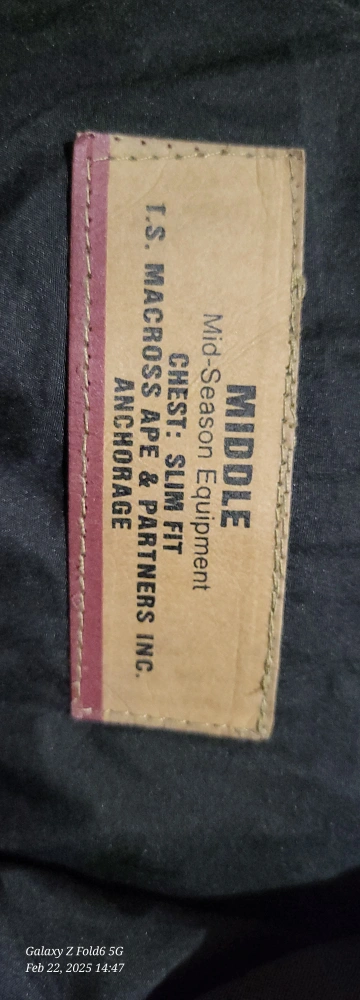 MIDDLE
Mid-Season Equipment
CHEST: SLIM FIT
T.S. MACROSS APE & PARTNERS INC.
ANCHORAGE
Galaxy Z Fold6 5G
Feb 22, 2025 14:47